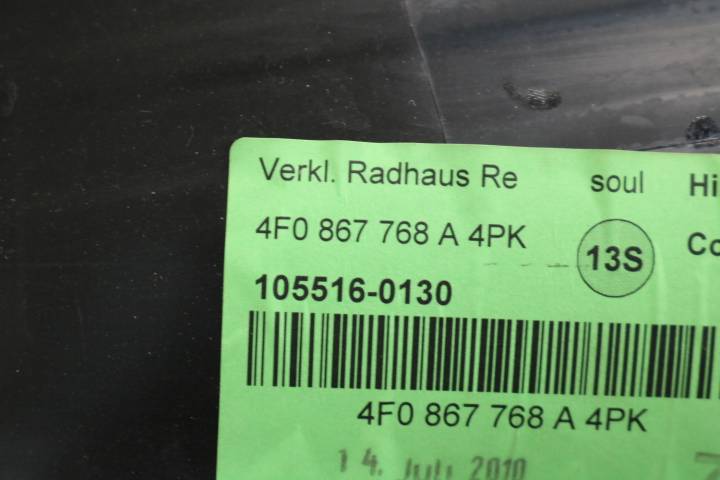 Verkl. Radhaus Re soul Hi
4F0 867 768 A 4PK 13S Co
105516-0130
4F0 867 768 A 4PK
14. Juli 2010